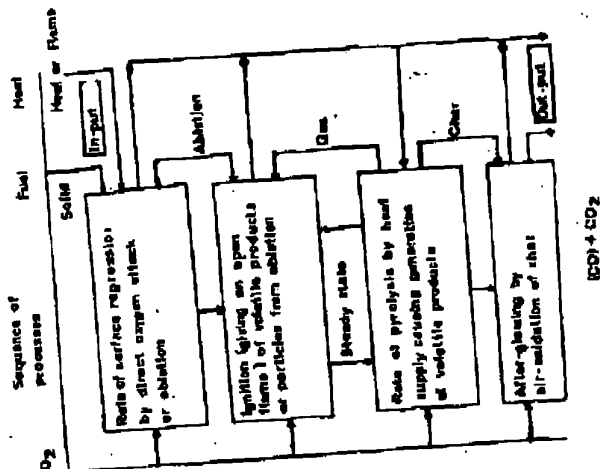 Sequence of
processes
Fuel
Heat
Solid
Heat or Flame
In-put
O2
Rate of surface regression
by direct oxygen attack
or ablation
Ablation
Ignition (giving an open
flame) of volatile products
or particles from ablation
Gas
Steady state
Rate of pyrolysis by heat
supply causing generation
of volatile products
Char
After-glowing by
air-oxidation of char
Out-put
(CO) + CO2